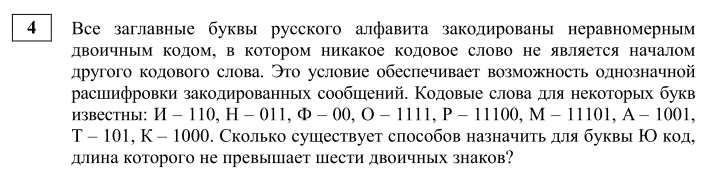 4
Все заглавные буквы русского алфавита закодированы неравномерным
двоичным кодом, в котором никакое кодовое слово не является началом
другого кодового слова. Это условие обеспечивает возможность однозначной
расшифровки закодированных сообщений. Кодовые слова для некоторых букв
известны: И – 110, Н – 011, Ф – 00, О – 1111, Р – 11100, М – 11101, А – 1001,
Т – 101, К – 1000. Сколько существует способов назначить для буквы Ю код,
длина которого не превышает шести двоичных знаков?